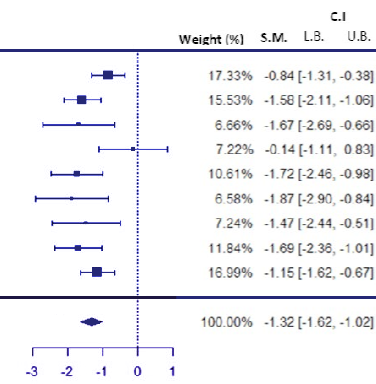 C.I
Weight (%) S.M. L.B. U.B.
17.33% -0.84 [-1.31, -0.38]
15.53% -1.58 [-2.11, -1.06]
6.66% -1.67 [-2.69, -0.66]
7.22% -0.14 [-1.11, 0.83]
10.61% -1.72 [-2.46, -0.98]
6.58% -1.87 [-2.90, -0.84]
7.24% -1.47 [-2.44, -0.51]
11.84% -1.69 [-2.36, -1.01]
16.99% -1.15 [-1.62, -0.67]
100.00% -1.32 [-1.62, -1.02]
-3 -2 -1 0 1